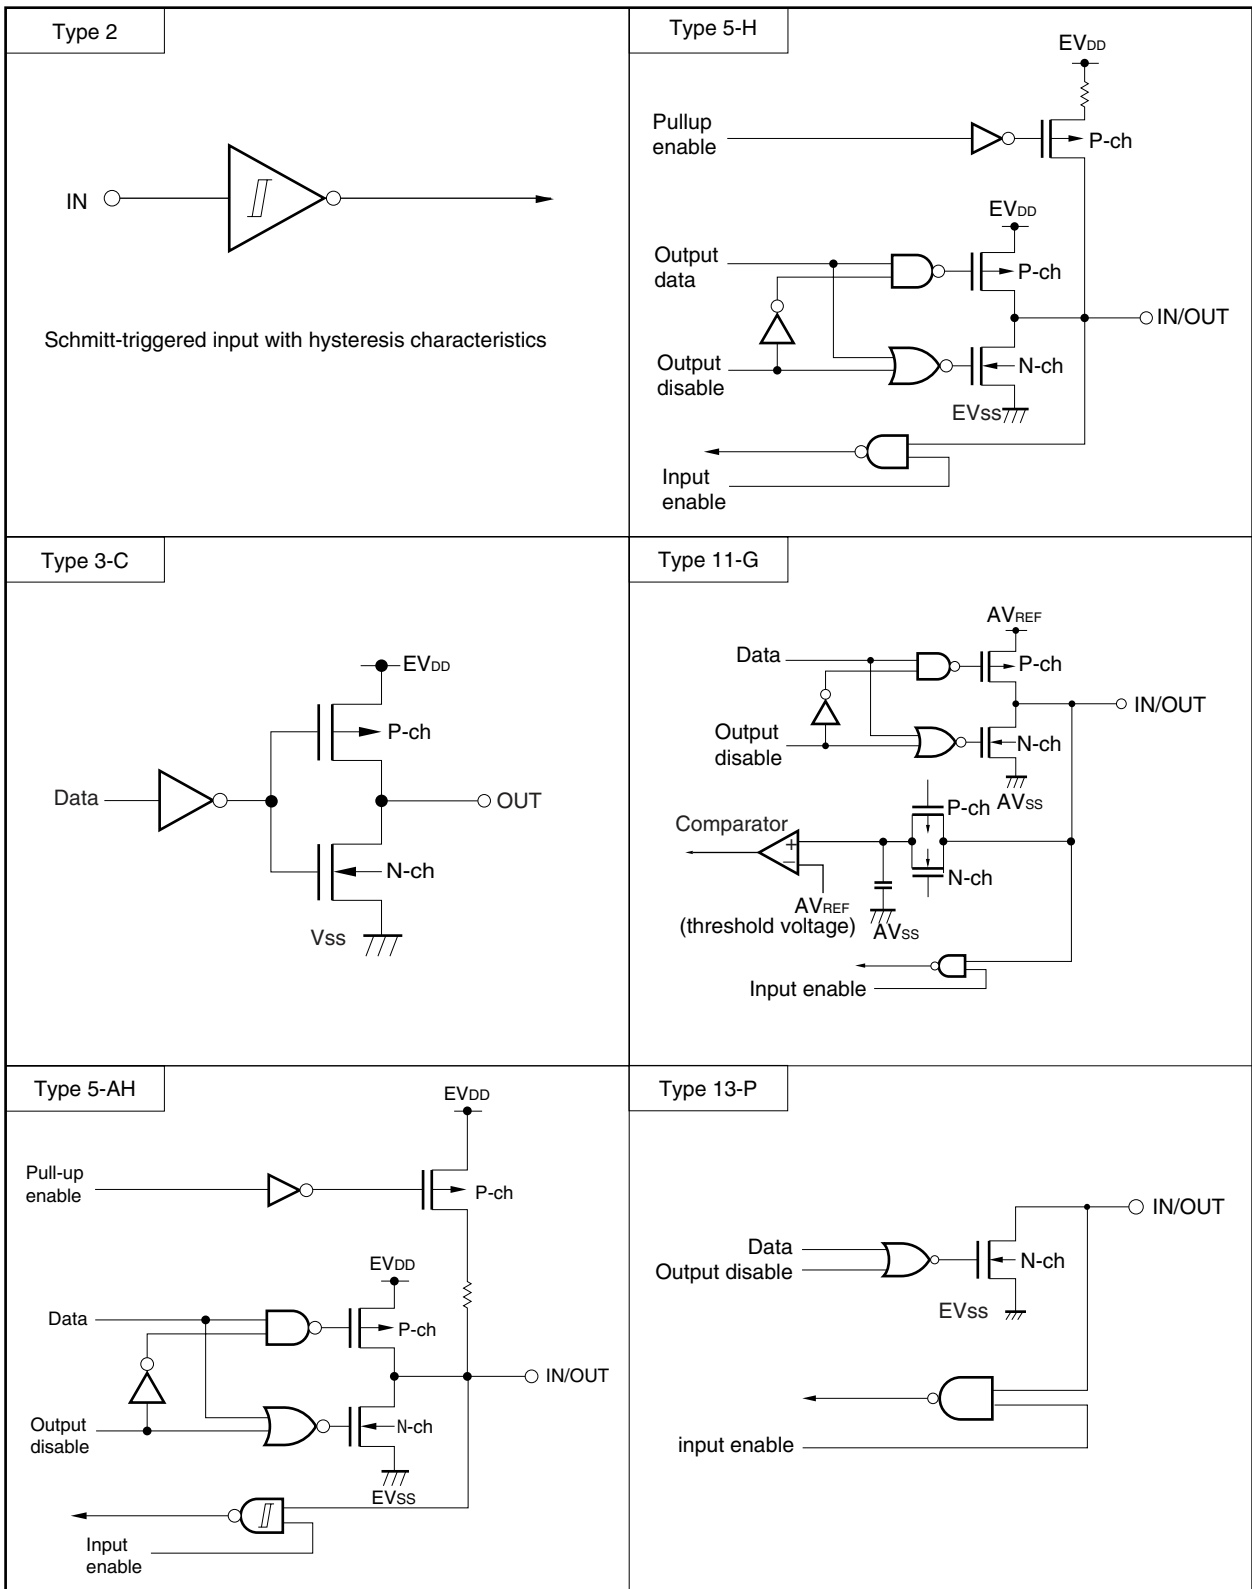 Type 2
IN
Schmitt-triggered input with hysteresis characteristics
Type 5-H
EVDD
Pullup
enable
P-ch
EVDD
Output
data
P-ch
IN/OUT
Output
disable
N-ch
EVSS
Input
enable
Type 3-C
EVDD
P-ch
Data
OUT
N-ch
VSS
Type 11-G
AVREF
Data
P-ch
IN/OUT
Output
disable
N-ch
AVSS
P-ch
Comparator
N-ch
AVREF
(threshold voltage)
AVSS
Input enable
Type 5-AH
EVDD
Pull-up
enable
P-ch
EVDD
Data
P-ch
IN/OUT
Output
disable
N-ch
EVSS
Input
enable
Type 13-P
IN/OUT
Data
Output disable
N-ch
EVSS
input enable